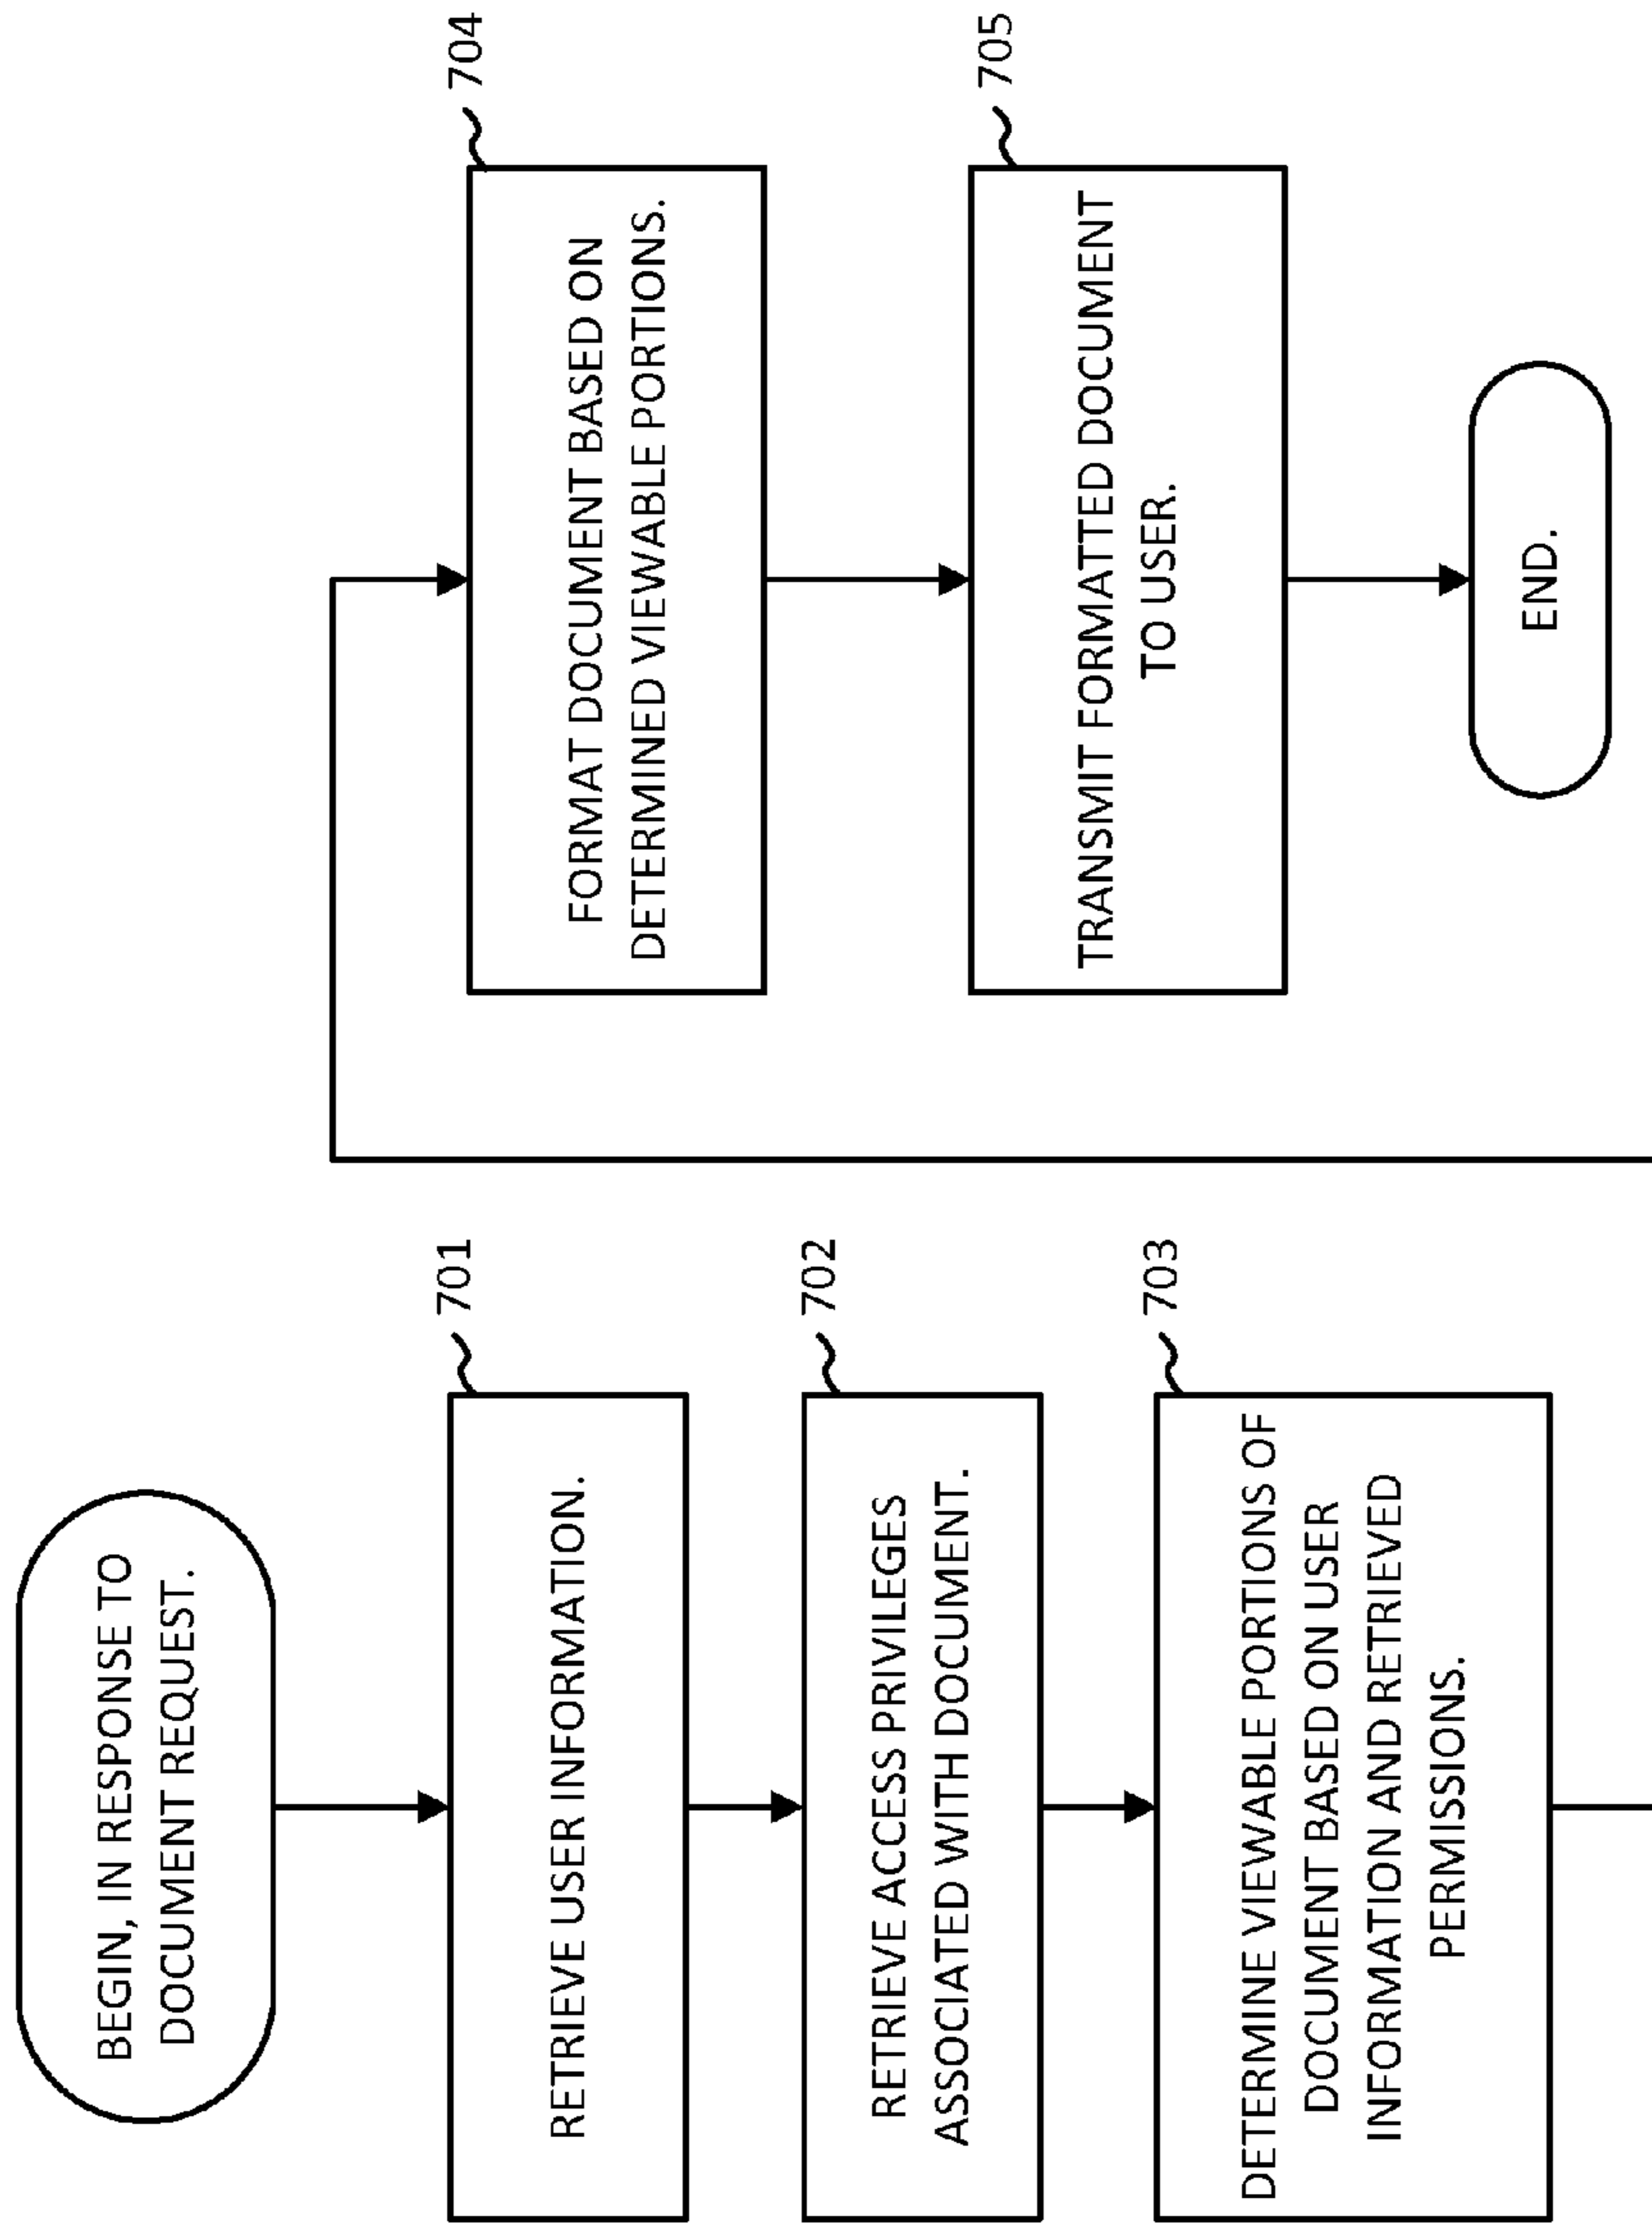 BEGIN, IN RESPONSE TO
DOCUMENT REQUEST.
701
RETRIEVE USER INFORMATION.
702
RETRIEVE ACCESS PRIVILEGES
ASSOCIATED WITH DOCUMENT.
703
DETERMINE VIEWABLE PORTIONS OF
DOCUMENT BASED ON USER
INFORMATION AND RETRIEVED
PERMISSIONS.
704
FORMAT DOCUMENT BASED ON
DETERMINED VIEWABLE PORTIONS.
705
TRANSMIT FORMATTED DOCUMENT
TO USER.
END.